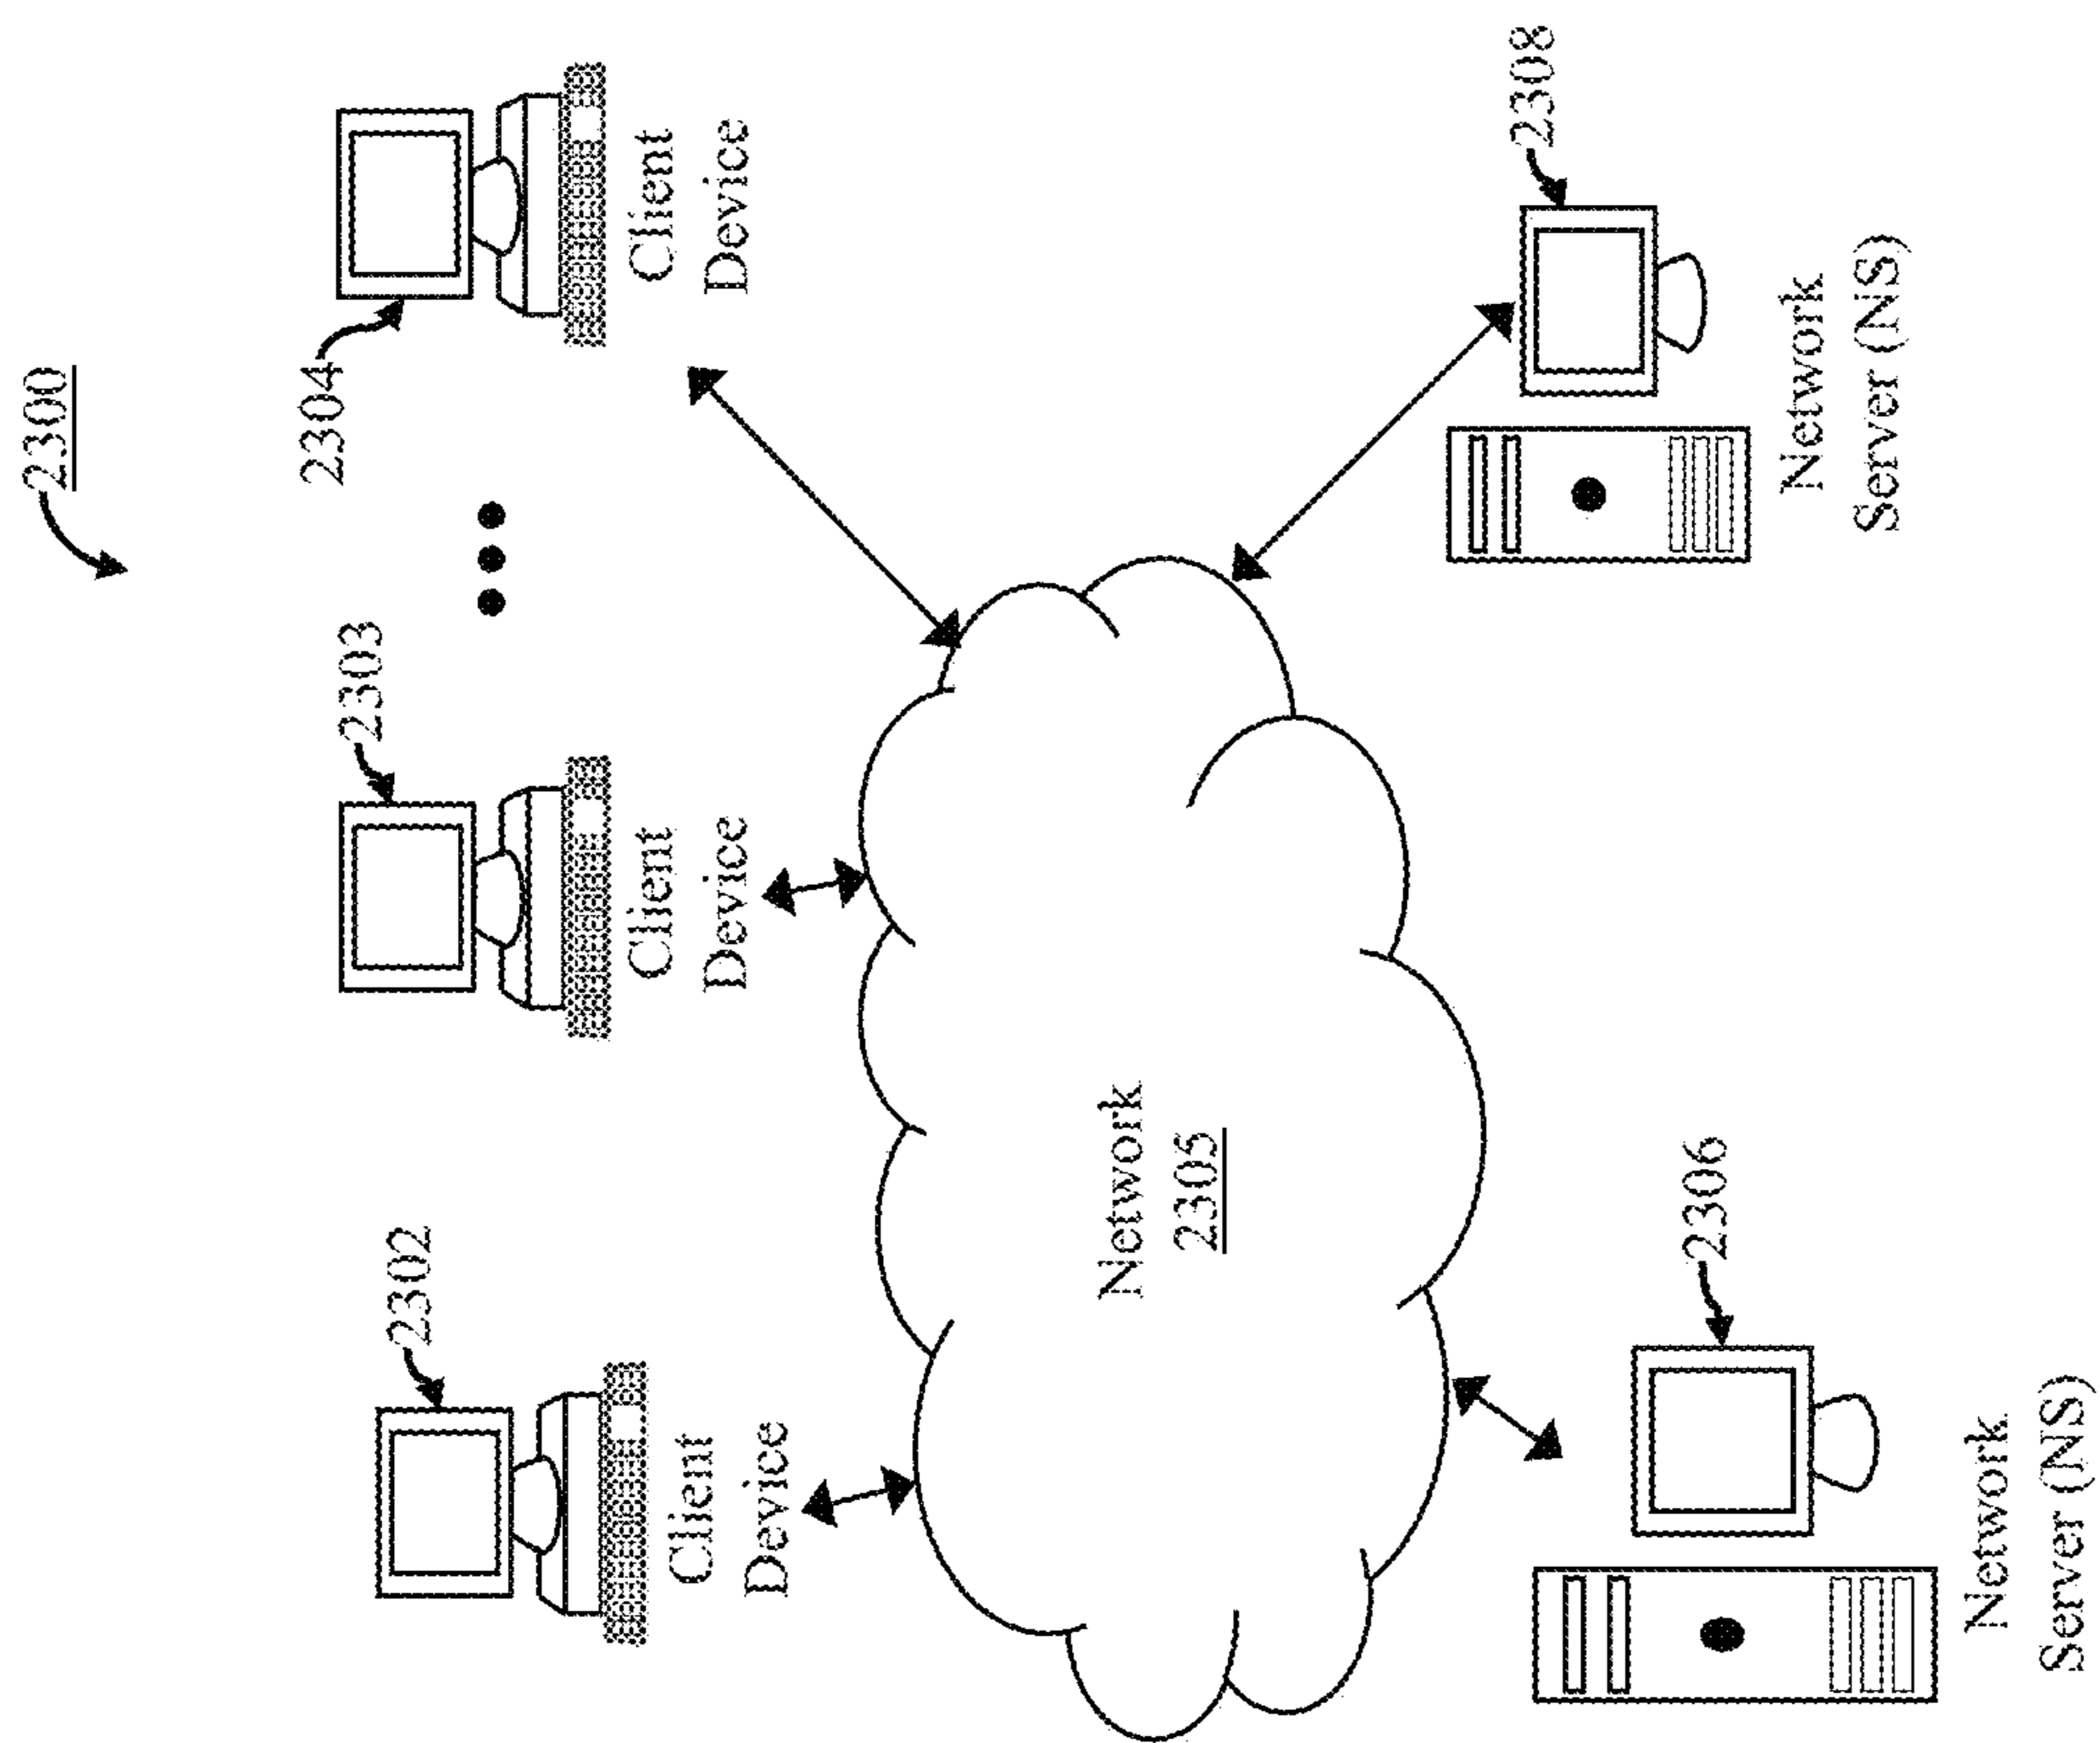 2300
2302
Client
Device
2303
Client
Device
2304
Client
Device
Network
2305
2306
Network
Server (NS)
2308
Network
Server (NS)